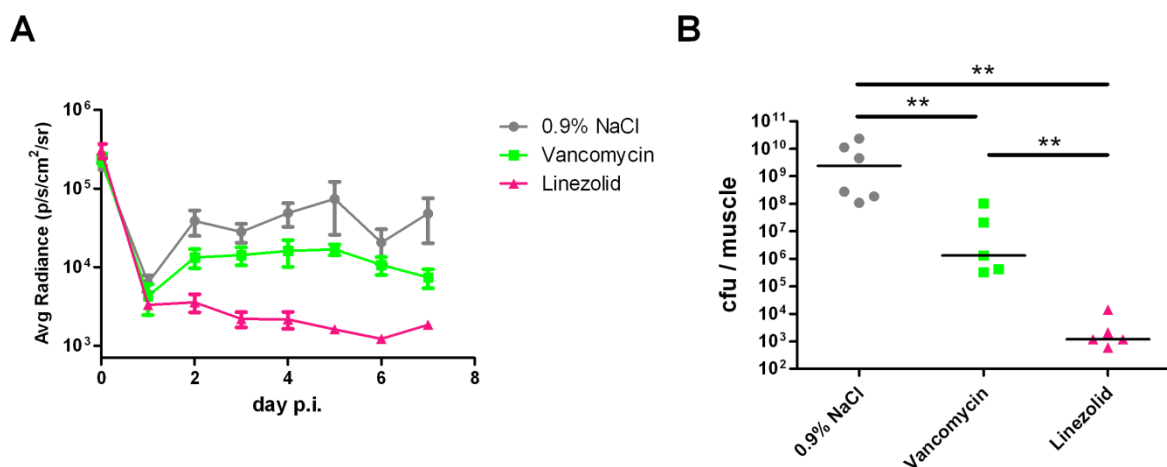 A
Avg Radiance (p/s/cm²/sr)
10⁶
10⁵
10⁴
10³
0 2 4 6 8
day p.i.
0.9% NaCl
Vancomycin
Linezolid
B
**
**
**
cfu / muscle
10¹¹
10¹⁰
10⁹
10⁸
10⁷
10⁶
10⁵
10⁴
10³
10²
0.9% NaCl
Vancomycin
Linezolid